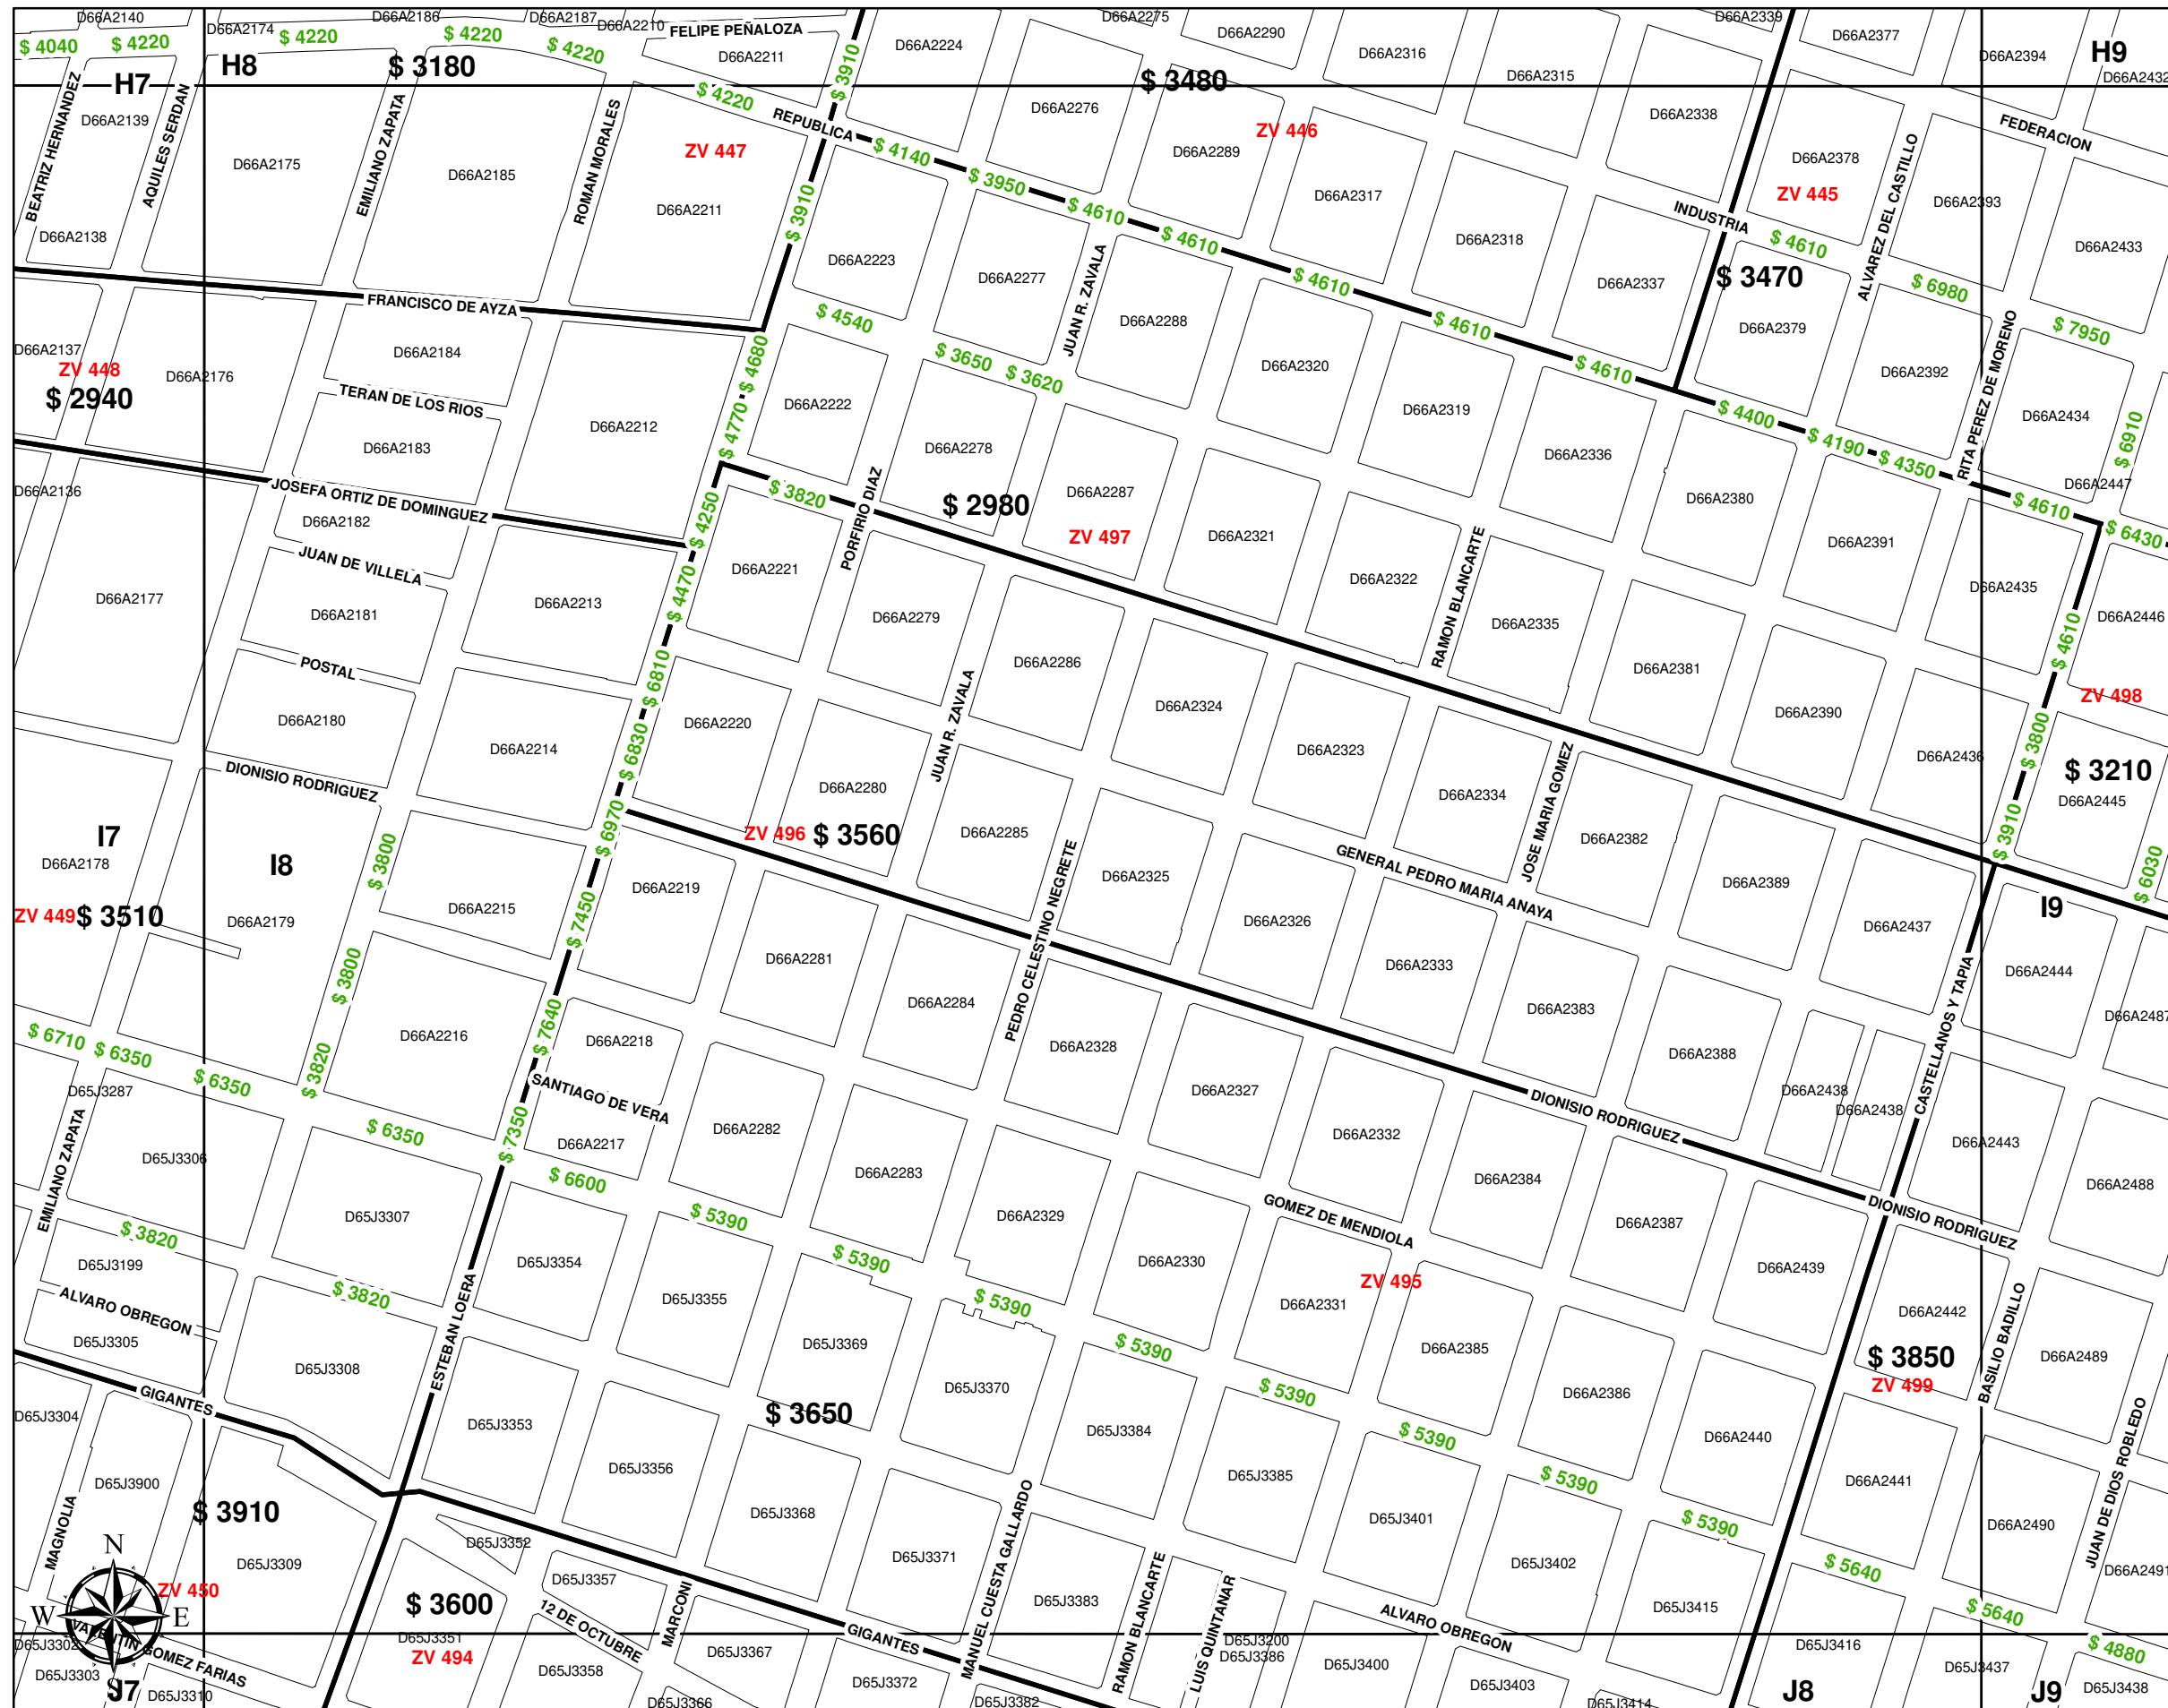 D66A2140
D66A2186
D66A2187
D66A2275
D66A2339
D66A2174
D66A2210
FELIPE PEÑALOZA
D66A2290
D66A2377
$ 4040
$ 4220
$ 4220
$ 4220
$ 4220
D66A2211
D66A2224
D66A2316
D66A2394
H9
H7
H8
$ 3180
$ 3910
$ 3480
D66A2315
D66A2432
$ 4220
D66A2276
D66A2338
BEATRIZ HERNANDEZ
D66A2139
AQUILES SERDAN
EMILIANO ZAPATA
ROMAN MORALES
REPUBLICA
ZV 446
FEDERACION
D66A2175
D66A2185
ZV 447
$ 4140
D66A2289
D66A2378
ALVAREZ DEL CASTILLO
D66A2211
$ 3950
D66A2317
ZV 445
D66A2393
D66A2138
$ 3910
$ 4610
$ 4610
D66A2318
INDUSTRIA
$ 4610
D66A2433
D66A2223
D66A2277
JUAN R. ZAVALA
$ 4610
D66A2337
$ 3470
$ 6980
FRANCISCO DE AYZA
$ 4540
D66A2288
$ 4610
D66A2379
RITA PEREZ DE MORENO
$ 7950
D66A2137
D66A2184
$ 4680
$ 3650
$ 3620
D66A2320
$ 4610
D66A2392
ZV 448
D66A2176
$ 2940
TERAN DE LOS RIOS
D66A2222
D66A2319
$ 4400
D66A2434
D66A2212
$ 4770
$ 4190
$ 6910
D66A2183
D66A2278
D66A2336
$ 4350
D66A2136
JOSEFA ORTIZ DE DOMINGUEZ
$ 3820
D66A2287
D66A2380
D66A2447
$ 4250
PORFIRIO DIAZ
$ 2980
$ 4610
D66A2182
ZV 497
D66A2321
D66A2391
$ 6430
JUAN DE VILLELA
D66A2221
D66A2322
RAMON BLANCARTE
D66A2435
D66A2177
D66A2213
$ 4470
D66A2181
D66A2279
D66A2335
D66A2446
$ 4610
POSTAL
$ 6810
D66A2286
D66A2381
ZV 498
D66A2180
D66A2220
JUAN R. ZAVALA
D66A2324
D66A2390
D66A2214
$ 6830
D66A2323
$ 3800
D66A2436
$ 3210
DIONISIO RODRIGUEZ
D66A2280
D66A2334
JOSE MARIA GOMEZ
D66A2445
I7
$ 6970
ZV 496
$ 3560
D66A2285
D66A2382
$ 3910
D66A2178
I8
$ 3800
D66A2219
PEDRO CELESTINO NEGRETE
D66A2325
GENERAL PEDRO MARIA ANAYA
D66A2389
$ 6030
ZV 449
$ 3510
D66A2179
D66A2215
$ 7450
D66A2326
D66A2437
I9
D66A2281
D66A2333
D66A2444
$ 3800
D66A2284
D66A2383
CASTELLANOS Y TAPIA
D66A2487
$ 6710
$ 6350
D66A2216
$ 7640
D66A2218
D66A2328
D66A2388
$ 6350
$ 3820
SANTIAGO DE VERA
D66A2327
DIONISIO RODRIGUEZ
D66A2438
D66A2438
D65J3287
$ 6350
$ 7350
D66A2217
D66A2282
D66A2332
D66A2443
EMILIANO ZAPATA
D65J3306
$ 6600
D66A2283
D66A2384
D66A2488
D65J3307
$ 5390
D66A2329
GOMEZ DE MENDIOLA
D66A2387
DIONISIO RODRIGUEZ
$ 3820
D65J3354
$ 5390
D66A2330
D66A2439
D65J3199
$ 3820
D65J3355
$ 5390
D66A2331
ZV 495
D66A2442
BASILIO BADILLO
ALVARO OBREGON
D65J3305
ESTEBAN LOERA
D65J3369
$ 5390
D66A2385
$ 3850
D66A2489
D65J3308
D65J3370
$ 5390
D66A2386
ZV 499
GIGANTES
D65J3304
D65J3353
$ 3650
D65J3384
$ 5390
D66A2440
JUAN DE DIOS ROBLEDO
D65J3900
D65J3356
D65J3385
$ 5390
D66A2441
MAGNOLIA
$ 3910
D65J3368
D65J3401
$ 5390
D66A2490
N
D65J3309
D65J3352
D65J3371
MANUEL CUESTA GALLARDO
D65J3402
$ 5640
D66A2491
ZV 450
D65J3357
D65J3383
RAMON BLANCARTE
LUIS QUINTANAR
D65J3415
$ 5640
W
E
$ 3600
12 DE OCTUBRE
MARCONI
GIGANTES
ALVARO OBREGON
D65J3302
VALENTIN GOMEZ FARIAS
D65J3351
D65J3367
D65J3200
D65J3416
$ 4880
ZV 494
D65J3386
D65J3303
D65J3358
D65J3372
D65J3400
D65J3437
J7
D65J3310
D65J3366
D65J3382
D65J3403
D65J3414
J8
J9
D65J3438